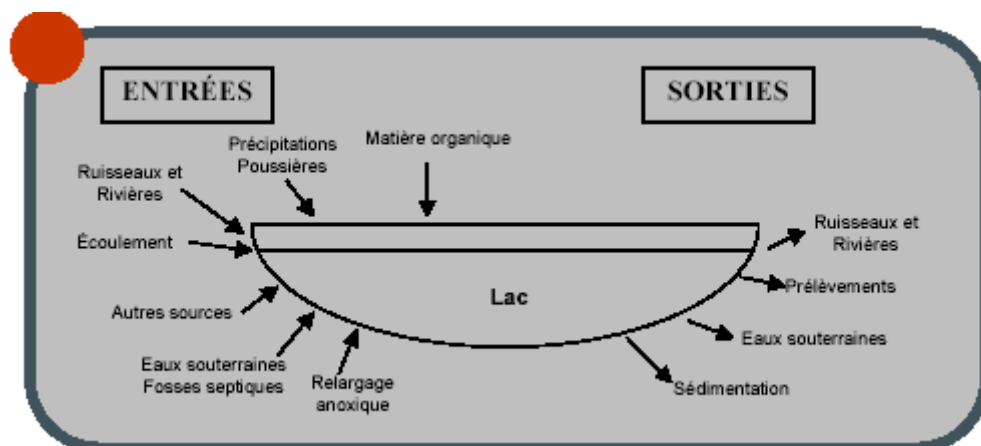 ENTRÉES
SORTIES
Précipitations
Poussières
Matière organique
Ruisseaux et
Rivières
Écoulement
Autres sources
Eaux souterraines
Fosses septiques
Relargage
anoxique
Lac
Ruisseaux et
Rivières
Prélèvements
Eaux souterraines
Sédimentation